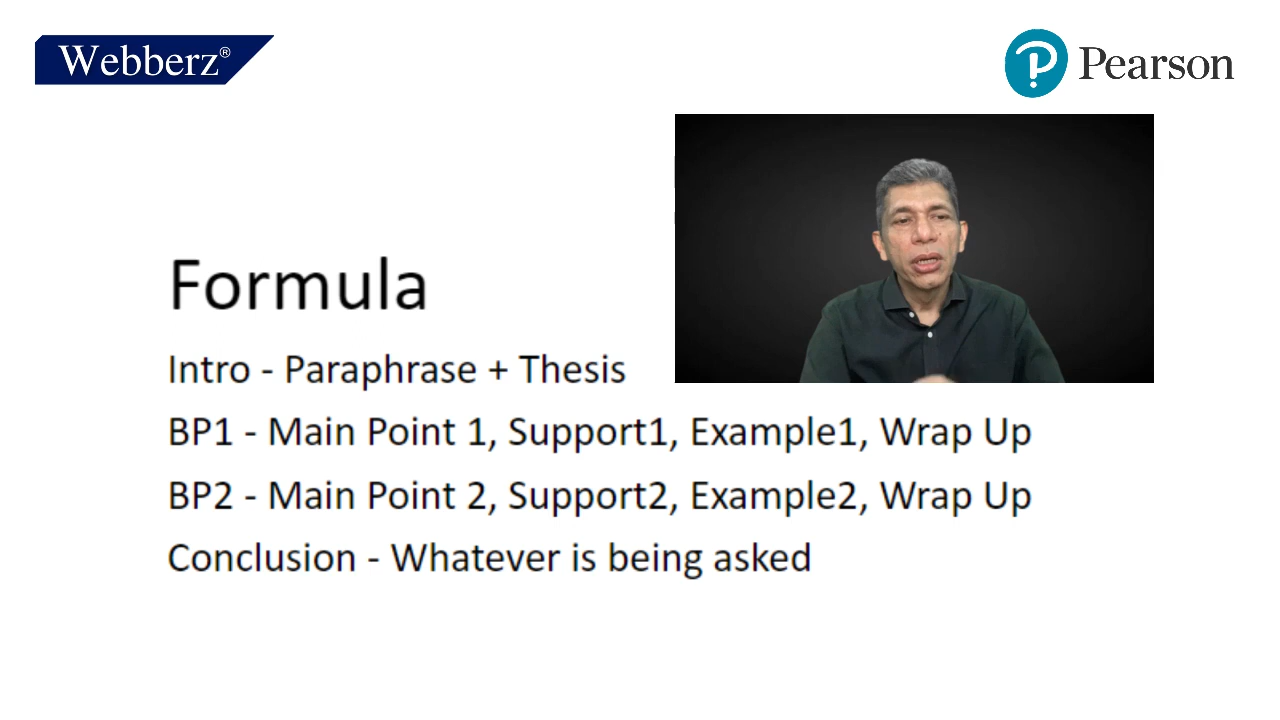 Webberz®
Pearson
Formula
Intro - Paraphrase + Thesis
BP1 - Main Point 1, Support1, Example1, Wrap Up
BP2 - Main Point 2, Support2, Example2, Wrap Up
Conclusion - Whatever is being asked